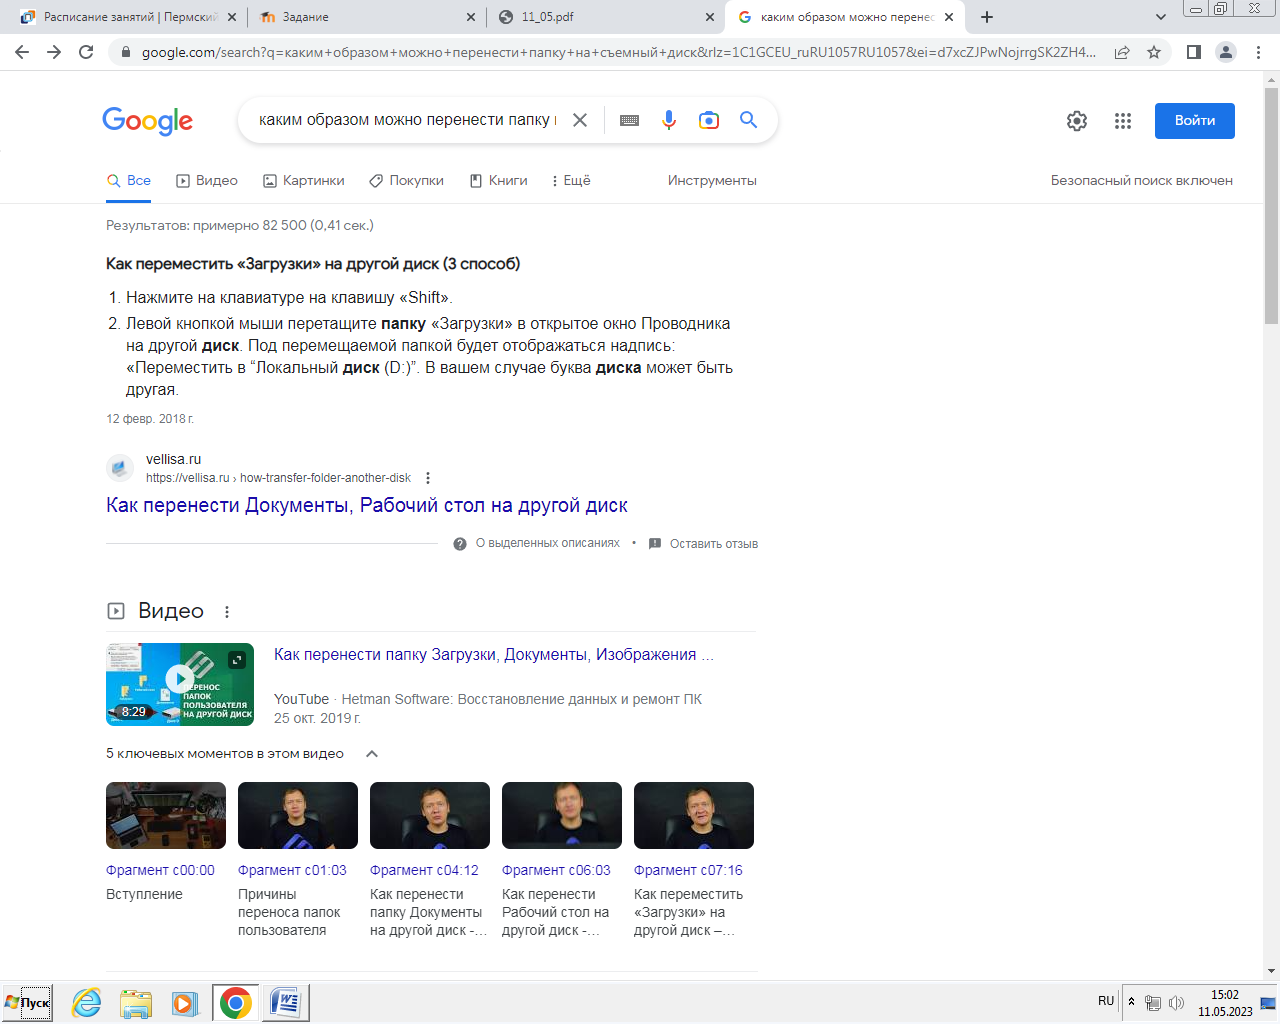 Расписание занятий | Пермский
Задание
11_05.pdf
каким образом можно перенес
google.com/search?q=каким+образом+можно+перенести+папку+на+съемный+диск&rlz=1C1GCEU_ruRU1057RU1057&ei=d7xcZJPwNojrrgSK2ZH4...
Google
каким образом можно перенести папку
Войти
Все
Видео
Картинки
Покупки
Книги
Ещё
Инструменты
Безопасный поиск включен
Результатов: примерно 82 500 (0,41 сек.)
Как переместить «Загрузки» на другой диск (3 способ)
1. Нажмите на клавиатуре на клавишу «Shift».
2. Левой кнопкой мыши перетащите папку «Загрузки» в открытое окно Проводника
на другой диск. Под перемещаемой папкой будет отображаться надпись:
«Переместить в “Локальный диск (D:)”. В вашем случае буква диска может быть
другая.
12 февр. 2018 г.
vellisa.ru
https://vellisa.ru › how-transfer-folder-another-disk
Как перенести Документы, Рабочий стол на другой диск
О выделенных описаниях • Оставить отзыв
Видео
ПЕРЕНОС
ПАПОК
ПОЛЬЗОВАТЕЛЯ
НА ДРУГОЙ ДИСК
8:29
Как перенести папку Загрузки, Документы, Изображения ...
YouTube · Hetman Software: Восстановление данных и ремонт ПК
25 окт. 2019 г.
5 ключевых моментов в этом видео
Фрагмент с00:00
Вступление
Фрагмент с01:03
Причины
переноса папок
пользователя
Фрагмент с04:12
Как перенести
папку Документы
на другой диск -...
Фрагмент с06:03
Как перенести
Рабочий стол на
другой диск -...
Фрагмент с07:16
Как переместить
«Загрузки» на
другой диск –...
Пуск
RU
15:02
11.05.2023